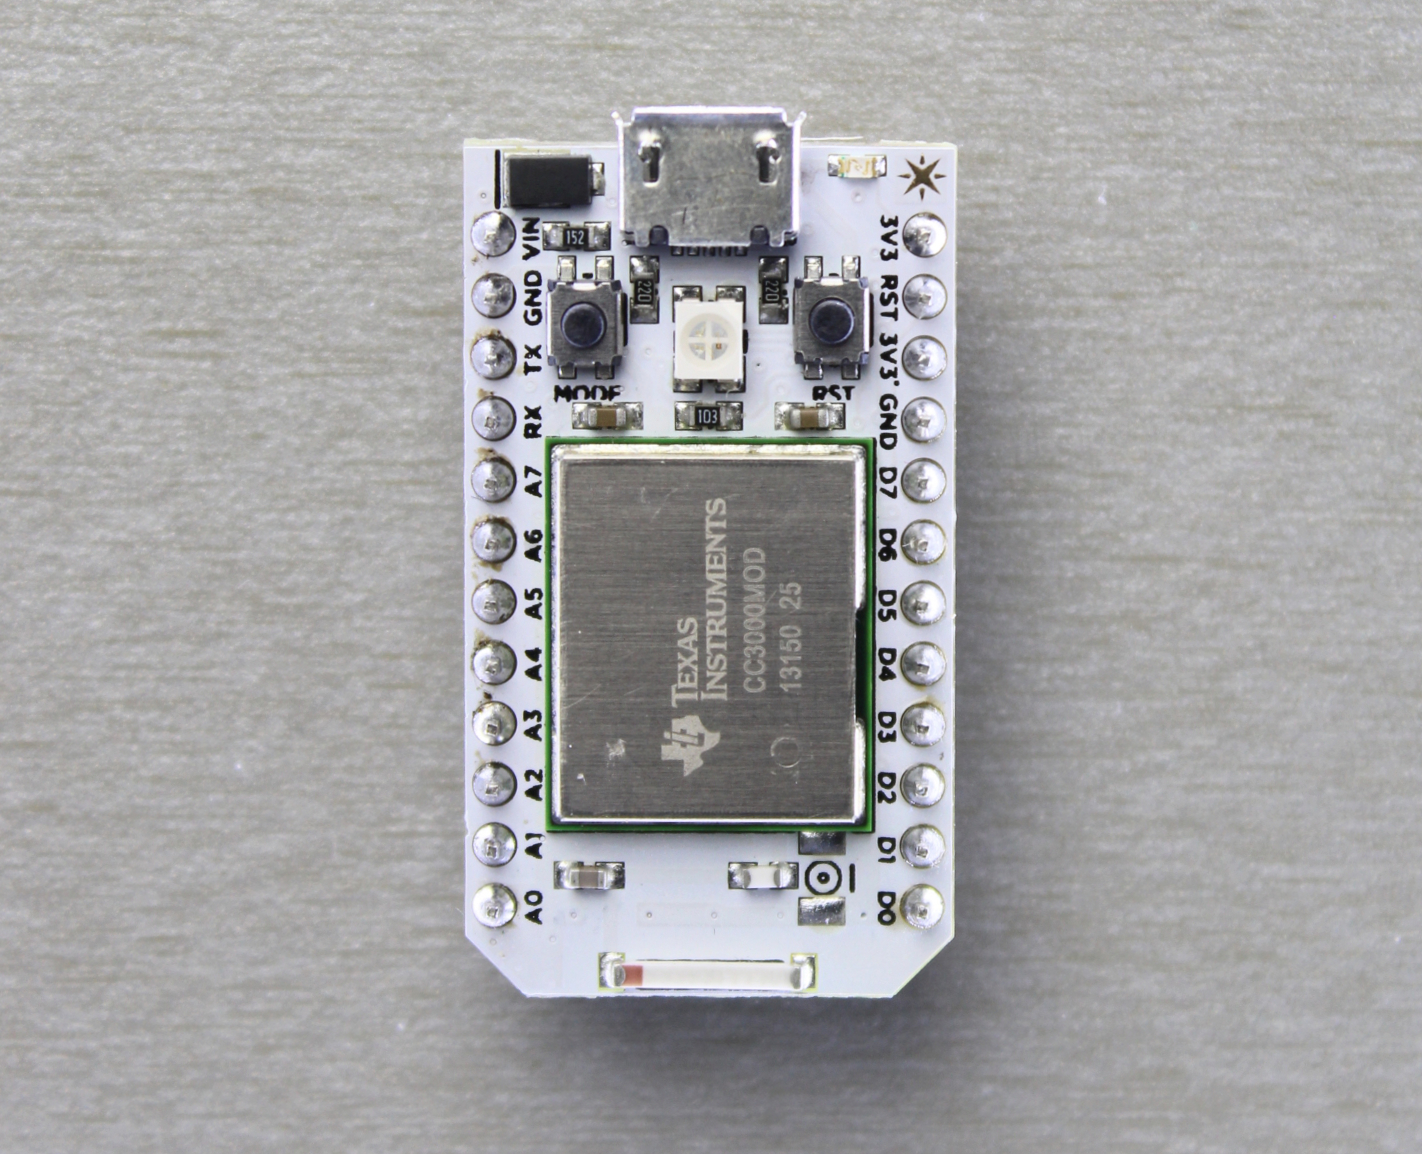 152
220
220
103
MODE
RST
VIN
GND
TX
RX
A7
A6
A5
A4
A3
A2
A1
A0
3V3
RST
3V3*
GND
D7
D6
D5
D4
D3
D2
D1
D0
TEXAS
INSTRUMENTS
CC3000MOD
13150 25